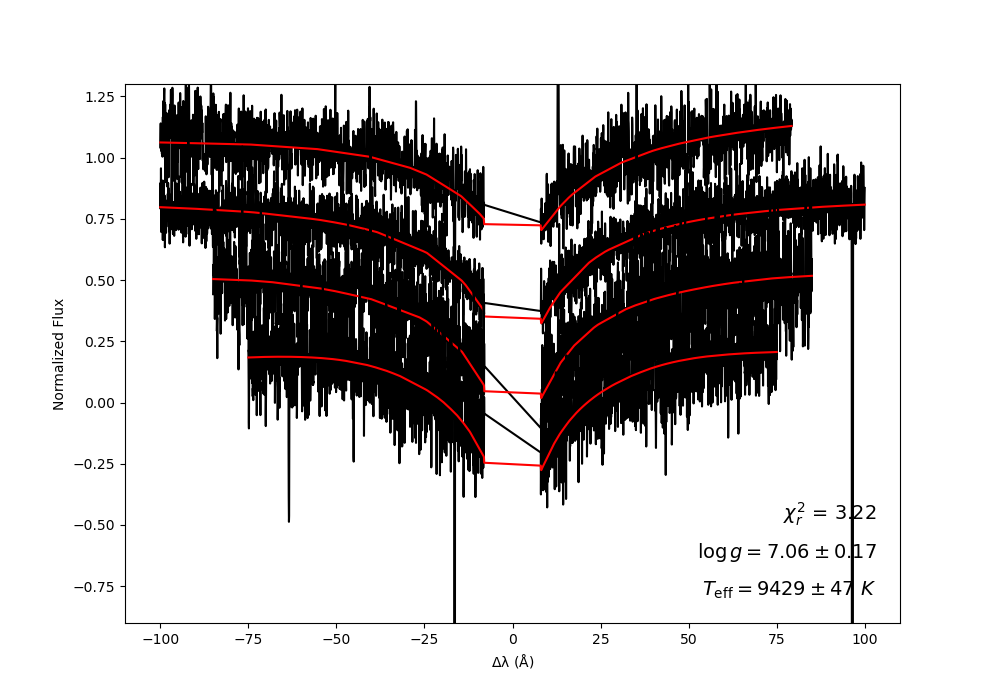 1.25
1.00
0.75
0.50
0.25
0.00
−0.25
−0.50
−0.75
Normalized Flux
χ²ᵣ = 3.22
log g = 7.06 ± 0.17
T_eff = 9429 ± 47 K
−100 −75 −50 −25 0 25 50 75 100
Δλ (Å)